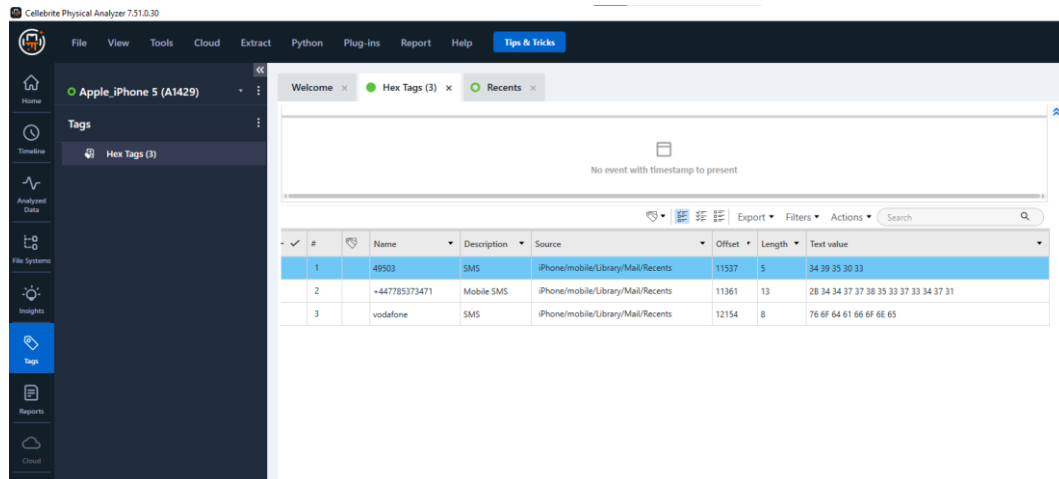 Cellebrite Physical Analyzer 7.51.0.30
File View Tools Cloud Extract Python Plug-ins Report Help Tips & Tricks
Home
Timeline
Analyzed Data
File Systems
Insights
Tags
Reports
Cloud
Apple_iPhone 5 (A1429)
Tags
Hex Tags (3)
Welcome × Hex Tags (3) × Recents ×
No event with timestamp to present
Export Filters Actions Search
# Name Description Source Offset Length Text value
1 49503 SMS iPhone/mobile/Library/Mail/Recents 11537 5 34 39 35 30 33
2 +447785373471 Mobile SMS iPhone/mobile/Library/Mail/Recents 11361 13 2B 34 34 37 37 38 35 33 37 33 34 37 31
3 vodafone SMS iPhone/mobile/Library/Mail/Recents 12154 8 76 6F 64 61 66 6F 6E 65